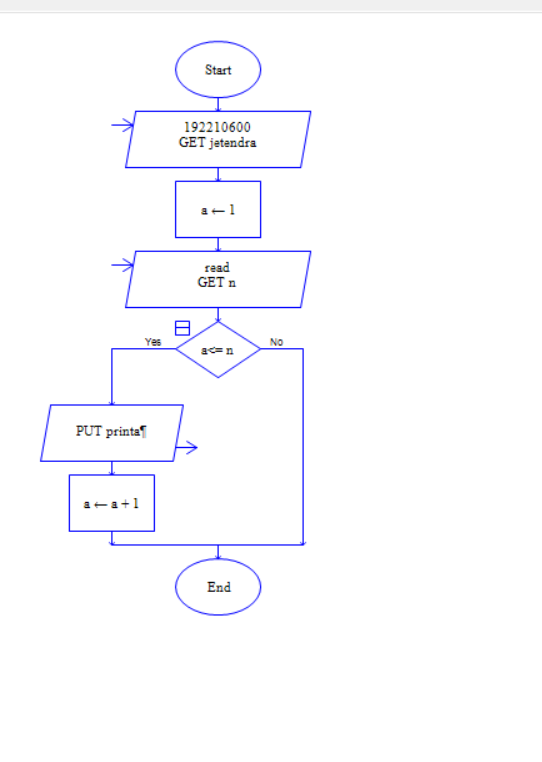 Start
192210600
GET jetendra
a ← 1
read
GET n
Yes
a<= n
No
PUT printa¶
a ← a + 1
End